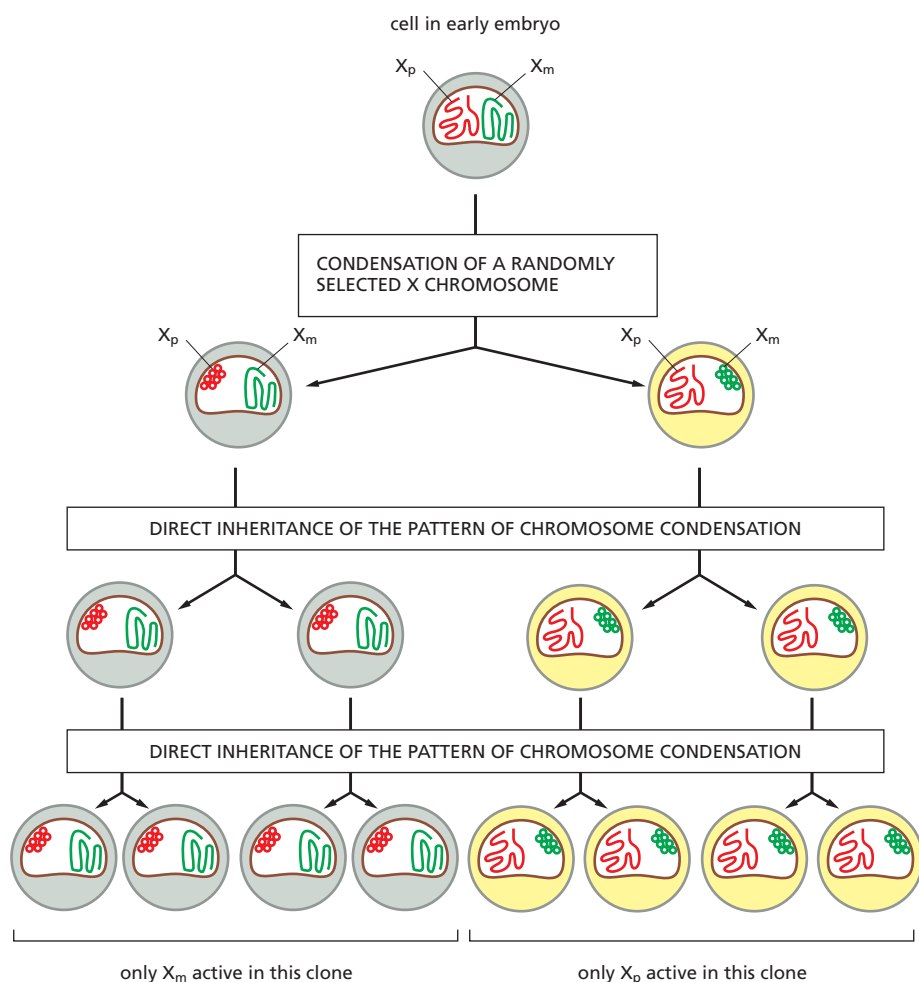 cell in early embryo
Xp Xm
CONDENSATION OF A RANDOMLY
SELECTED X CHROMOSOME
Xp Xm Xp Xm
DIRECT INHERITANCE OF THE PATTERN OF CHROMOSOME CONDENSATION
DIRECT INHERITANCE OF THE PATTERN OF CHROMOSOME CONDENSATION
only Xm active in this clone only Xp active in this clone